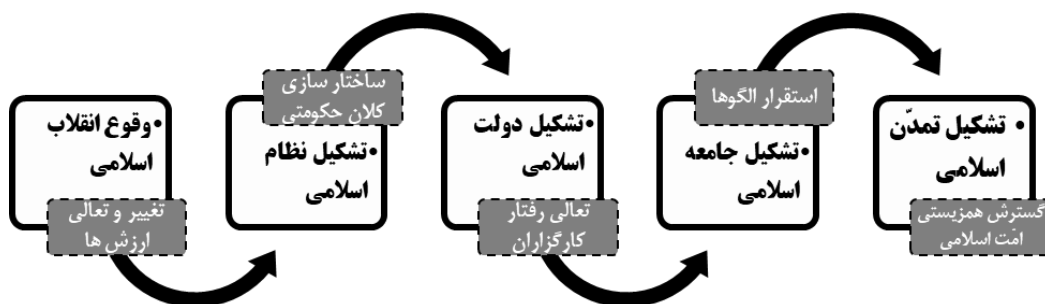 •وقوع انقلاب
اسلامی
تغییر و تعالی
ارزش ها
ساختار سازی
کلان حکومتی
•تشکیل نظام
اسلامی
•تشکیل دولت
اسلامی
تعالی رفتار
کارگزاران
استقرار الگوها
•تشکیل جامعه
اسلامی
• تشکیل تمدّن
اسلامی
گسترش همزیستی
امّت اسلامی